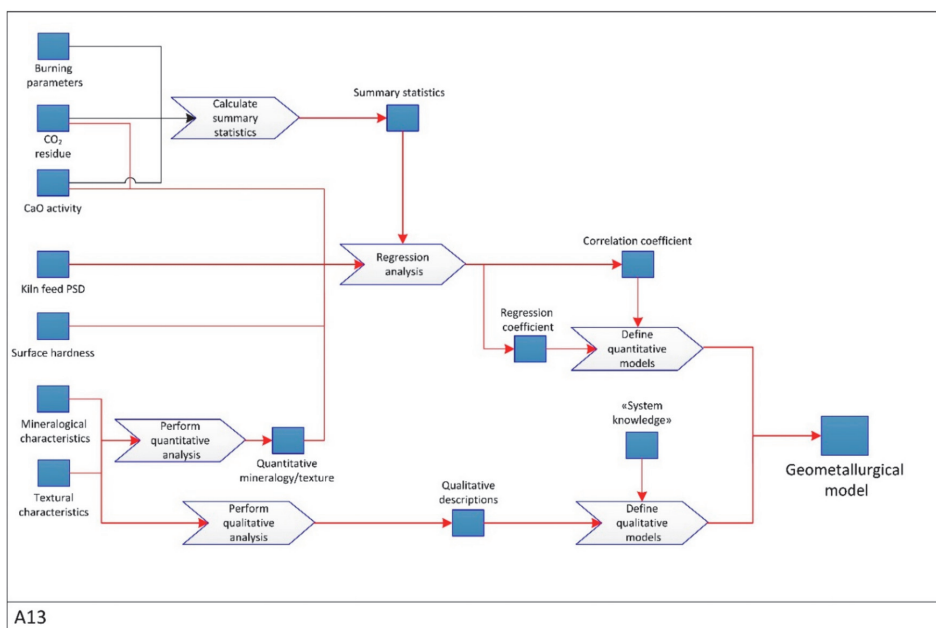 Burning
parameters
CO₂
residue
CaO activity
Calculate
summary
statistics
Summary statistics
Kiln feed PSD
Regression
analysis
Correlation coefficient
Surface hardness
Regression
coefficient
Define
quantitative
models
Mineralogical
characteristics
Perform
quantitative
analysis
Quantitative
mineralogy/texture
«System
knowledge»
Geometallurgical
model
Textural
characteristics
Perform
qualitative
analysis
Qualitative
descriptions
Define
qualitative
models
A13